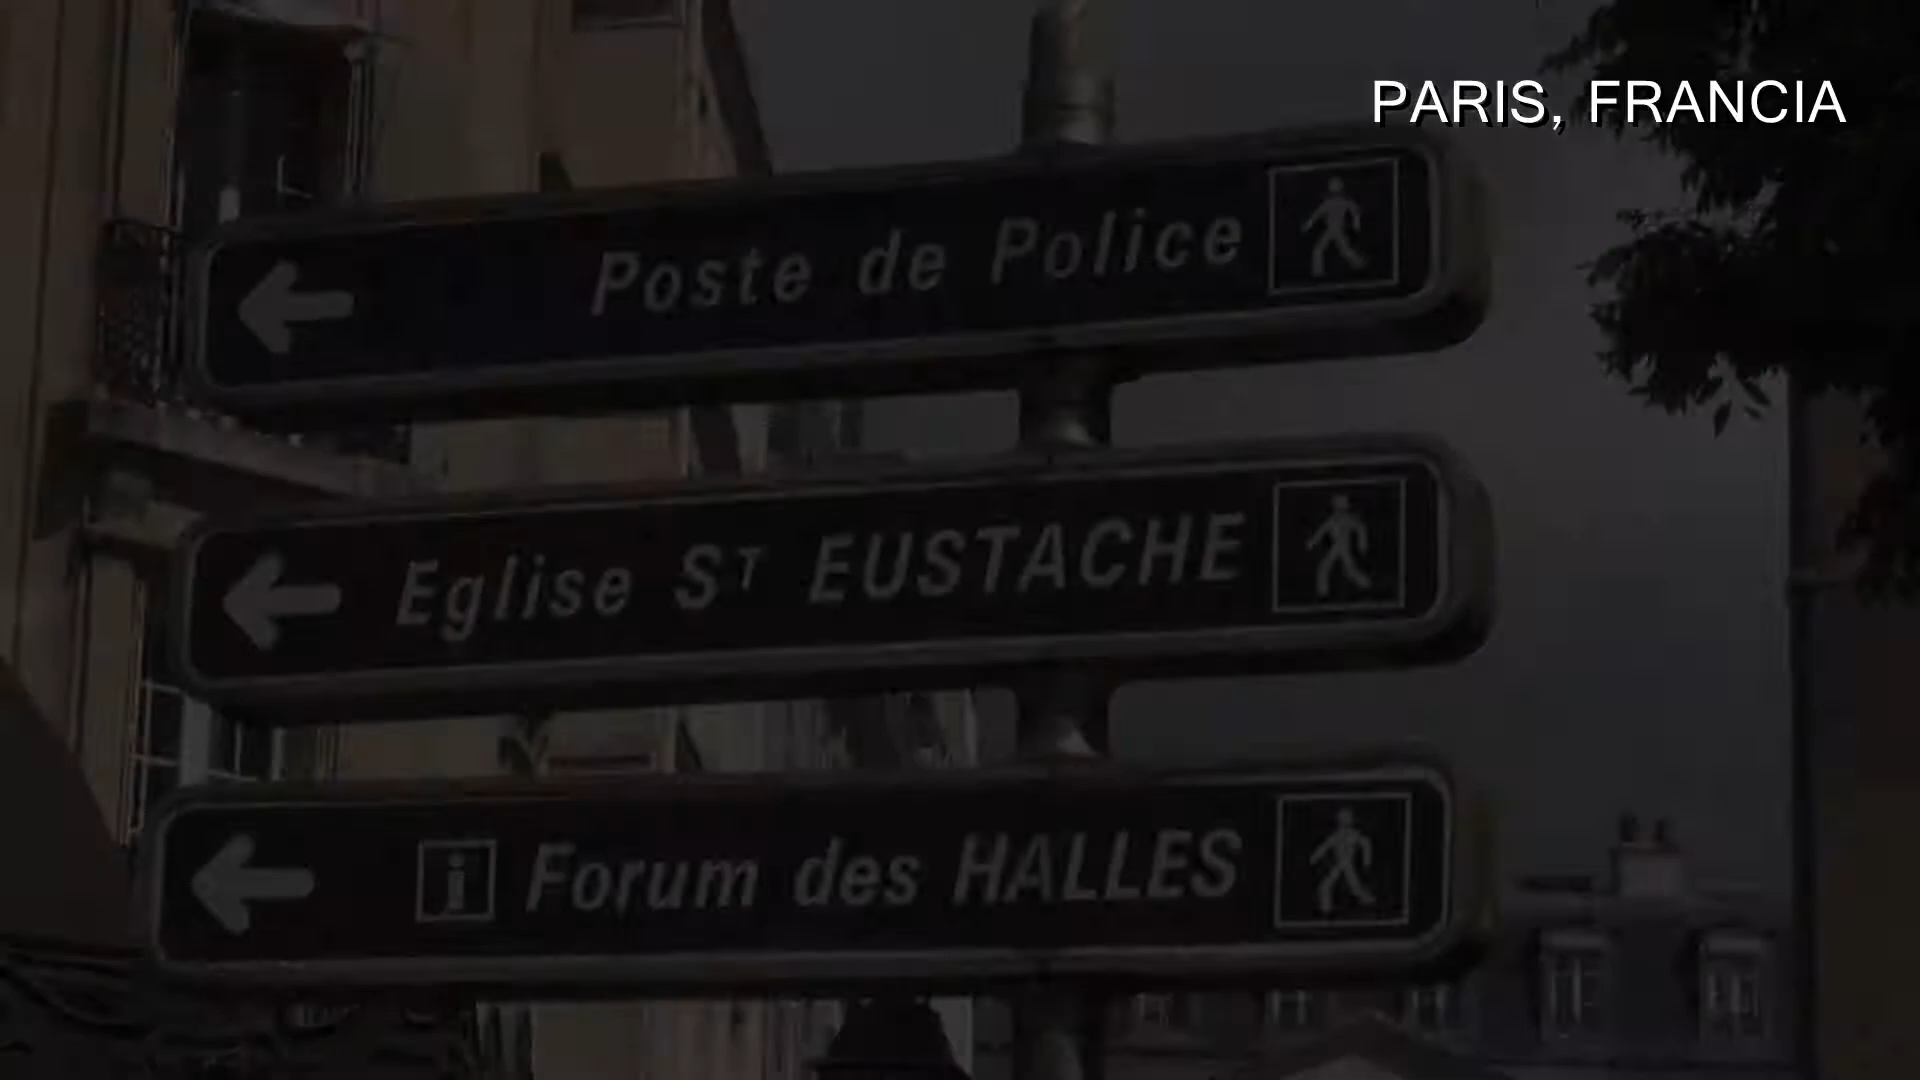 PARIS, FRANCIA
Poste de Police
Eglise ST EUSTACHE
i Forum des HALLES